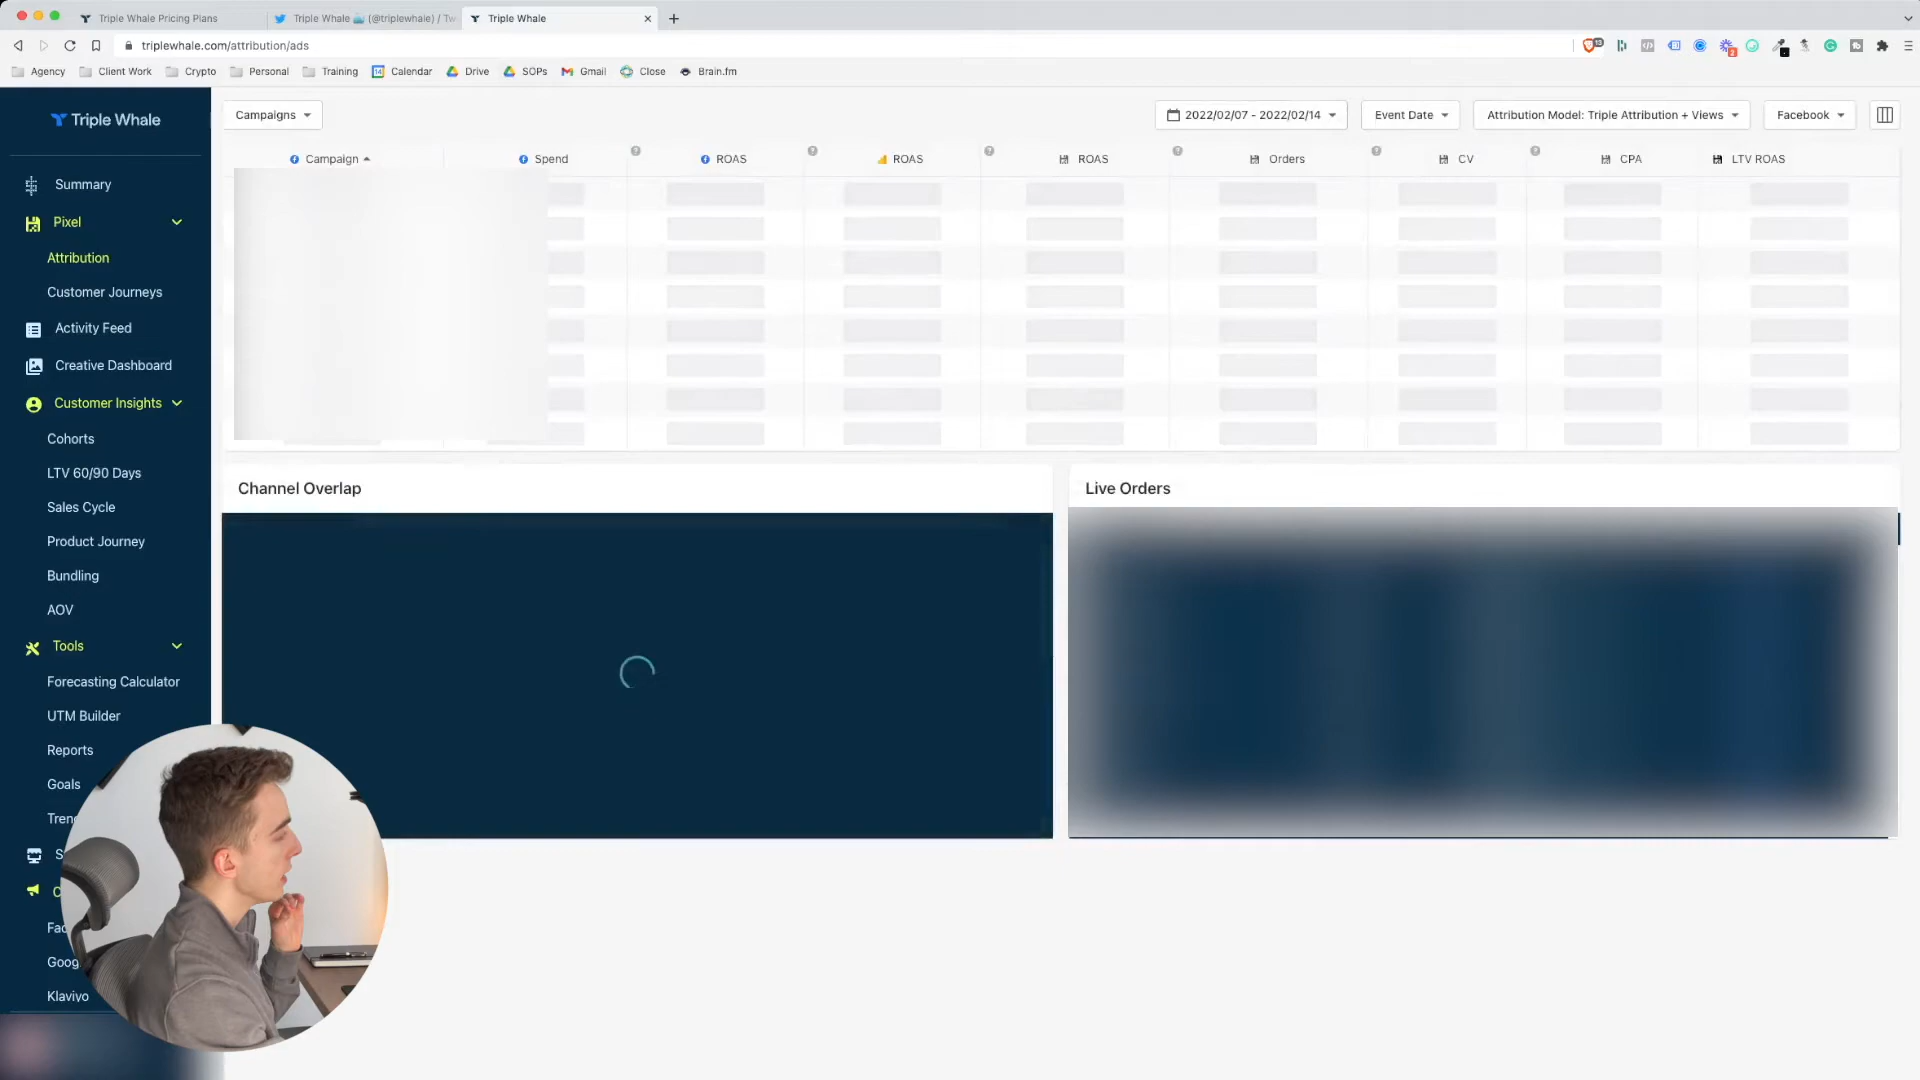 Triple Whale Pricing Plans
Triple Whale 🐳 (@triplewhale) / Tw
Triple Whale
triplewhale.com/attribution/ads
Agency
Client Work
Crypto
Personal
Training
Calendar
Drive
SOPs
Gmail
Close
Brain.fm
Triple Whale
Summary
Pixel
Attribution
Customer Journeys
Activity Feed
Creative Dashboard
Customer Insights
Cohorts
LTV 60/90 Days
Sales Cycle
Product Journey
Bundling
AOV
Tools
Forecasting Calculator
UTM Builder
Reports
Goals
Klaviyo
Campaigns
2022/02/07 - 2022/02/14
Event Date
Attribution Model: Triple Attribution + Views
Facebook
Campaign
Spend
ROAS
ROAS
ROAS
Orders
CV
CPA
LTV ROAS
Channel Overlap
Live Orders